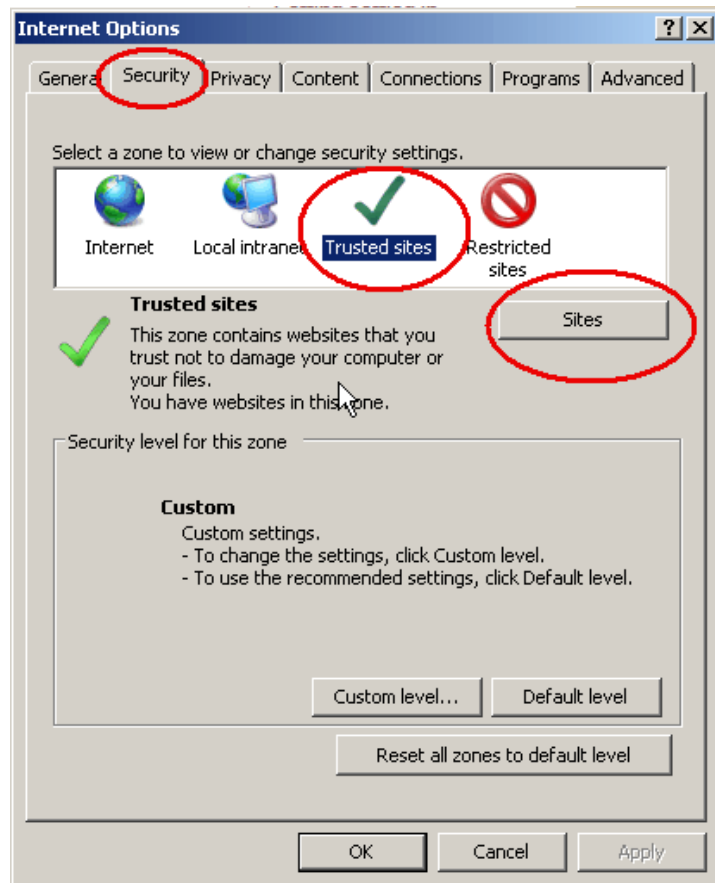 Internet Options
General Security Privacy Content Connections Programs Advanced
Select a zone to view or change security settings.
Internet Local intranet Trusted sites Restricted
sites
Trusted sites
Sites
This zone contains websites that you
trust not to damage your computer or
your files.
You have websites in this zone.
Security level for this zone
Custom
Custom settings.
- To change the settings, click Custom level.
- To use the recommended settings, click Default level.
Custom level... Default level
Reset all zones to default level
OK Cancel Apply